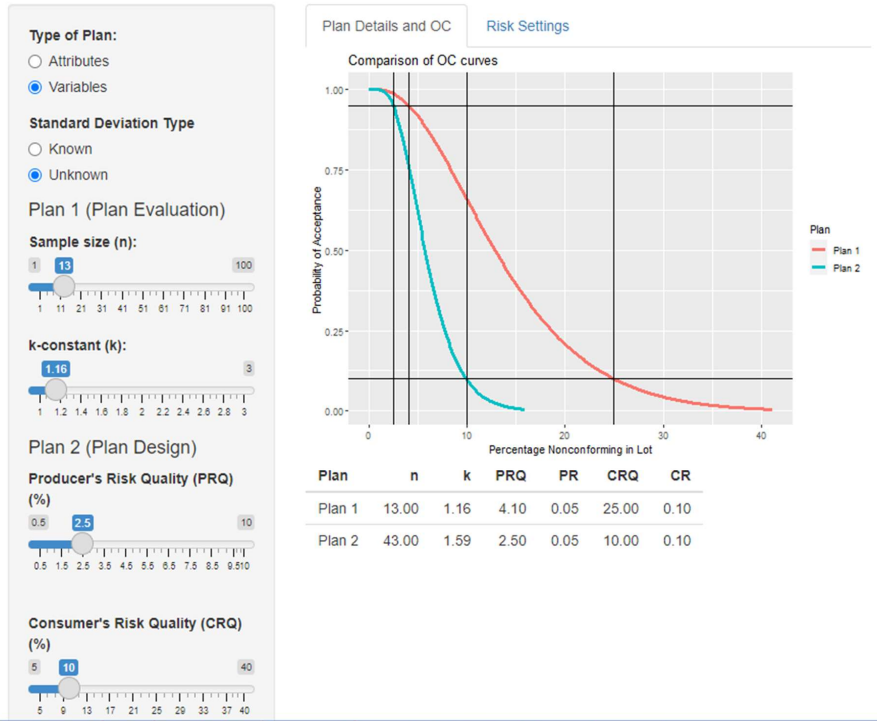 Type of Plan:
Attributes
Variables
Standard Deviation Type
Known
Unknown
Plan 1 (Plan Evaluation)
Sample size (n):
1 13 100
1 11 21 31 41 51 61 71 81 91 100
k-constant (k):
1.16 3
1 1.2 1.4 1.6 1.8 2 2.2 2.4 2.6 2.8 3
Plan 2 (Plan Design)
Producer's Risk Quality (PRQ)
(%)
0.5 2.5 10
0.5 1.5 2.5 3.5 4.5 5.5 6.5 7.5 8.5 9.510
Consumer's Risk Quality (CRQ)
(%)
5 10 40
5 9 13 17 21 25 29 33 37 40
Plan Details and OC Risk Settings
Comparison of OC curves
1.00
0.75
0.50
0.25
0.00
Probability of Acceptance
0 10 20 30 40
Percentage Nonconforming in Lot
Plan
Plan 1
Plan 2
Plan n k PRQ PR CRQ CR
Plan 1 13.00 1.16 4.10 0.05 25.00 0.10
Plan 2 43.00 1.59 2.50 0.05 10.00 0.10